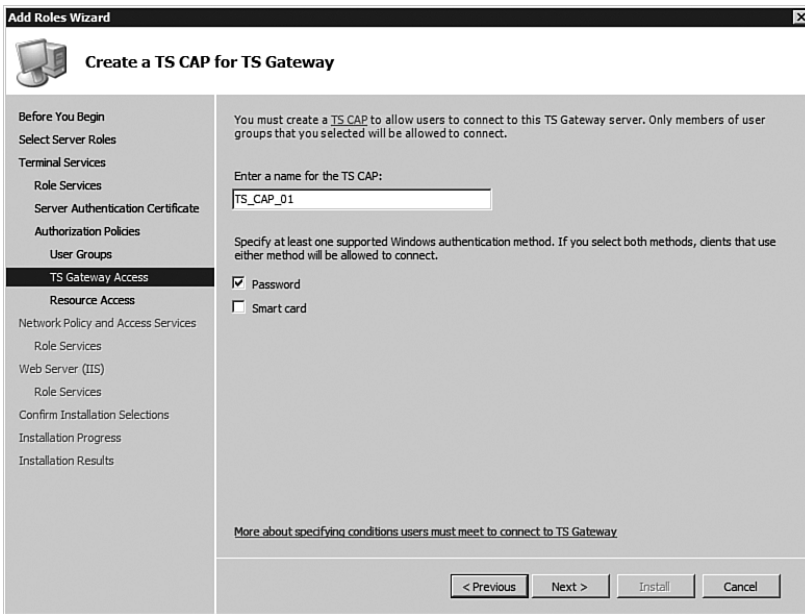 Add Roles Wizard
Create a TS CAP for TS Gateway
Before You Begin
Select Server Roles
Terminal Services
Role Services
Server Authentication Certificate
Authorization Policies
User Groups
TS Gateway Access
Resource Access
Network Policy and Access Services
Role Services
Web Server (IIS)
Role Services
Confirm Installation Selections
Installation Progress
Installation Results
You must create a TS CAP to allow users to connect to this TS Gateway server. Only members of user
groups that you selected will be allowed to connect.
Enter a name for the TS CAP:
TS_CAP_01
Specify at least one supported Windows authentication method. If you select both methods, clients that use
either method will be allowed to connect.
Password
Smart card
More about specifying conditions users must meet to connect to TS Gateway
< Previous
Next >
Install
Cancel